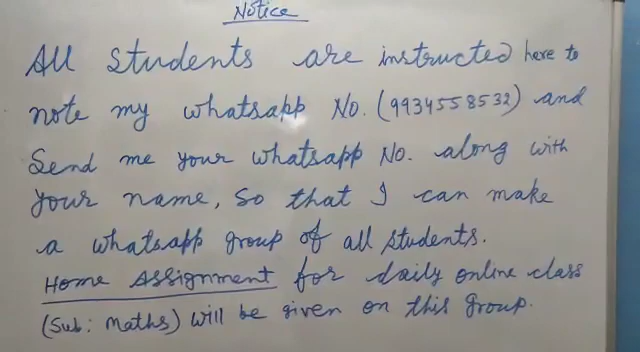 Notice
All students are instructed here to
note my whatsapp No. (9934558532) and
Send me your whatsapp No. along with
your name, so that I can make
a whatsapp group of all students.
Home Assignment for daily online class
(Sub: Maths) will be given on this group.